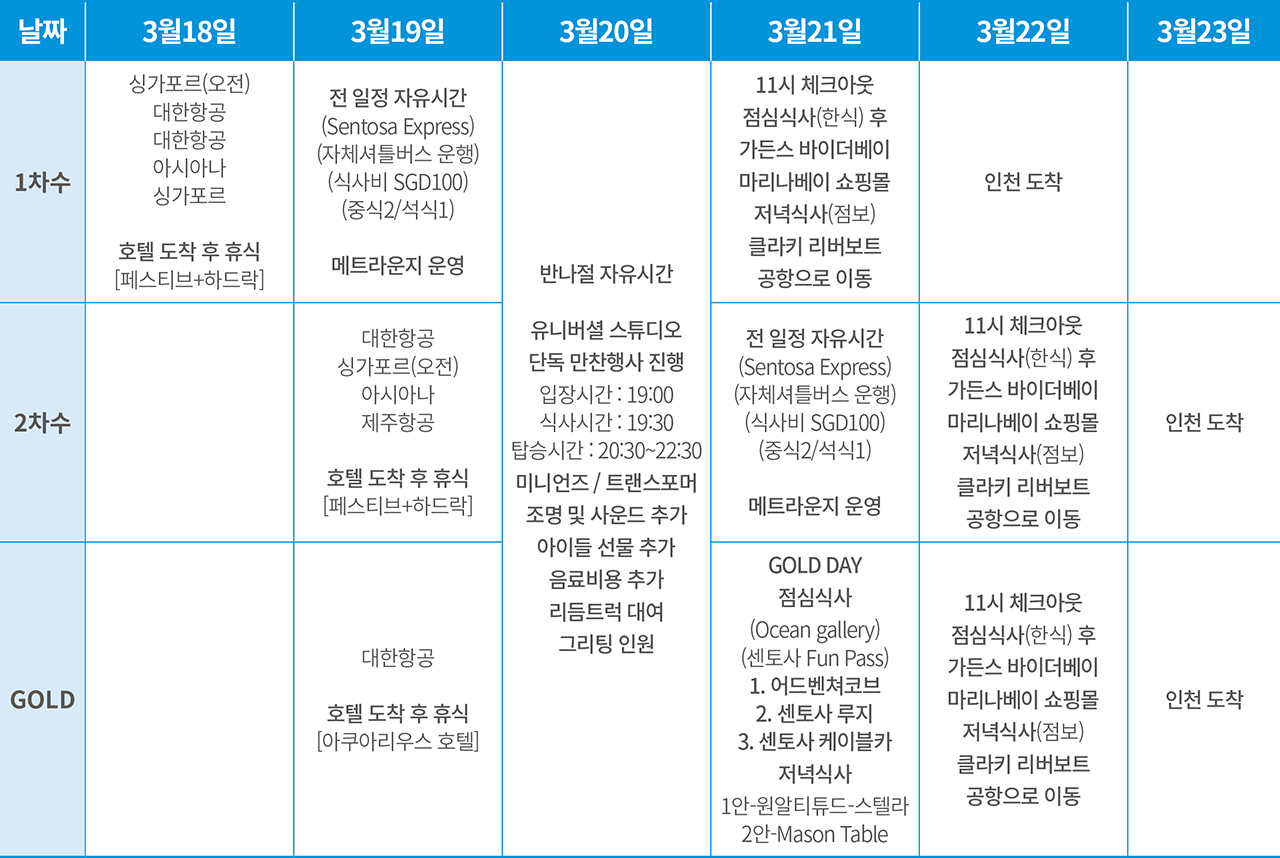 날짜
3월18일
3월19일
3월20일
3월21일
3월22일
3월23일
1차수
싱가포르(오전)
대한항공
대한항공
아시아나
싱가포르
호텔 도착 후 휴식
[페스티브+하드락]
전 일정 자유시간
(Sentosa Express)
(자체셔틀버스 운행)
(식사비 SGD100)
(중식2/석식1)
메트라운지 운영
반나절 자유시간
유니버셜 스튜디오
단독 만찬행사 진행
입장시간 : 19:00
식사시간 : 19:30
탑승시간 : 20:30~22:30
미니언즈 / 트랜스포머
조명 및 사운드 추가
아이들 선물 추가
음료비용 추가
리듬트럭 대여
그리팅 인원
11시 체크아웃
점심식사(한식) 후
가든스 바이더베이
마리나베이 쇼핑몰
저녁식사(점보)
클라키 리버보트
공항으로 이동
인천 도착
2차수
대한항공
싱가포르(오전)
아시아나
제주항공
호텔 도착 후 휴식
[페스티브+하드락]
전 일정 자유시간
(Sentosa Express)
(자체셔틀버스 운행)
(식사비 SGD100)
(중식2/석식1)
메트라운지 운영
11시 체크아웃
점심식사(한식) 후
가든스 바이더베이
마리나베이 쇼핑몰
저녁식사(점보)
클라키 리버보트
공항으로 이동
인천 도착
GOLD
대한항공
호텔 도착 후 휴식
[아쿠아리우스 호텔]
GOLD DAY
점심식사
(Ocean gallery)
(센토사 Fun Pass)
1. 어드벤쳐코브
2. 센토사 루지
3. 센토사 케이블카
저녁식사
1안-원알티튜드-스텔라
2안-Mason Table
11시 체크아웃
점심식사(한식) 후
가든스 바이더베이
마리나베이 쇼핑몰
저녁식사(점보)
클라키 리버보트
공항으로 이동
인천 도착